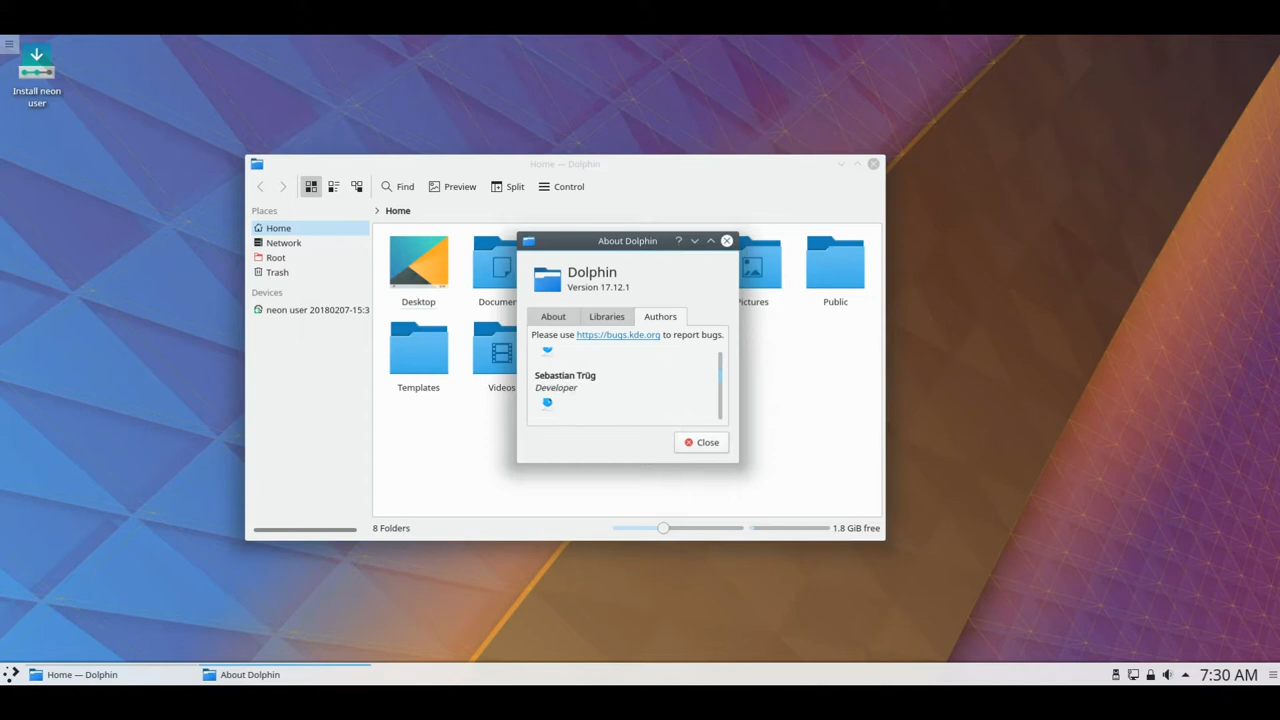 Install neon
user
Home — Dolphin
Find
Preview
Split
Control
Places
Home
Network
Root
Trash
Devices
neon user 20180207-15:3
Home
Desktop
Documen
Pictures
Public
Templates
Videos
8 Folders
1.8 GiB free
About Dolphin
Dolphin
Version 17.12.1
About
Libraries
Authors
Please use https://bugs.kde.org to report bugs.
Sebastian Trüg
Developer
Close
Home — Dolphin
About Dolphin
7:30 AM